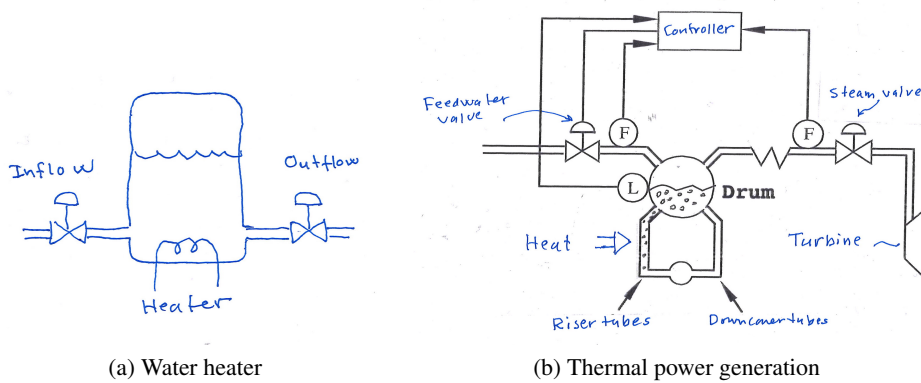 Inflow
Outflow
Heater
(a) Water heater
Controller
Feedwater
valve
Steam valve
F
F
L
Drum
Heat
Turbine
Riser tubes
Downcomer tubes
(b) Thermal power generation